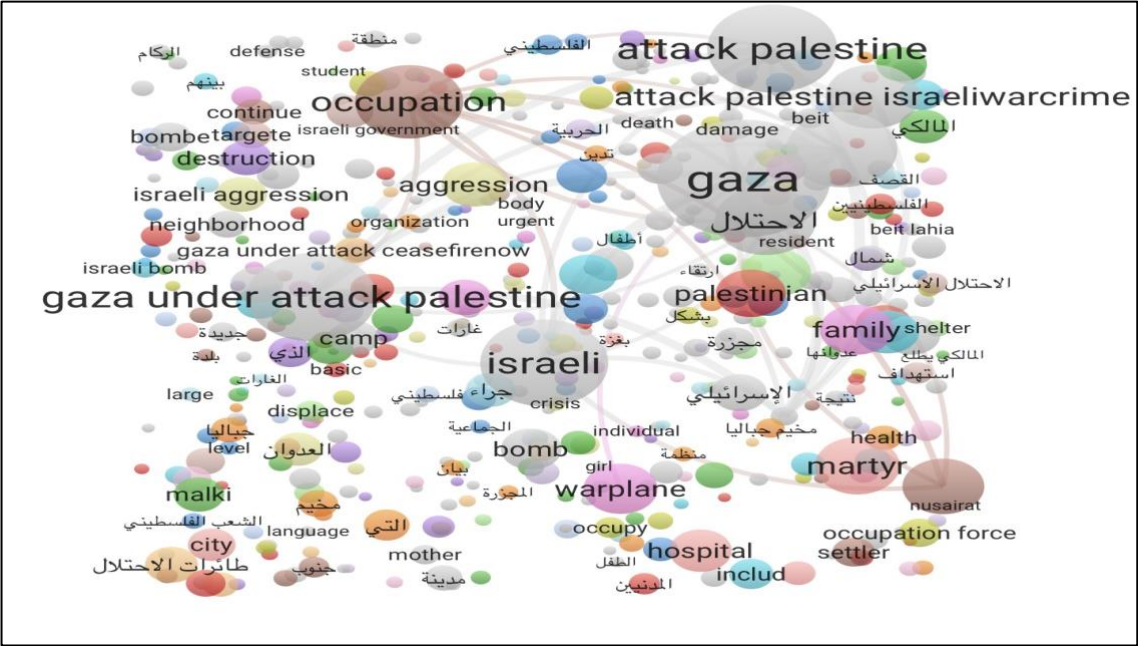 attack palestine
الركام
defense
منطقة
الفلسطيني
student
بينهم
occupation
attack palestine israeliwarcrime
continue
beit
israeli government
death
damage
المالكي
bombe
targete
الحربية
destruction
تدين
gaza
القصف
israeli aggression
aggression
body
الفلسطينيين
neighborhood
organization
urgent
الاحتلال
beit lahia
gaza under attack ceasefirenow
أطفال
resident
israeli bomb
ارتقاء
شمال
الاحتلال الاسرائيلي
gaza under attack palestine
palestinian
بشكل
جديدة
camp
غارات
بغزة
مجزرة
family
shelter
بلدة
الذي
basic
israeli
عدوانها
المالكي يطلع
الغارات
استهداف
large
فلسطيني
جراء
الإسرائيلي
نتيجة
displace
crisis
جباليا
الجماعية
individual
مخيم جباليا
level
العدوان
bomb
منظمة
health
malki
بيان
girl
martyr
مخيم
المجزرة
warplane
nusairat
الشعب الفلسطيني
language
التي
occupy
occupation force
city
mother
hospital
settler
طائرات الاحتلال
جنوب
مدينة
الطفل
includ
المدنيين